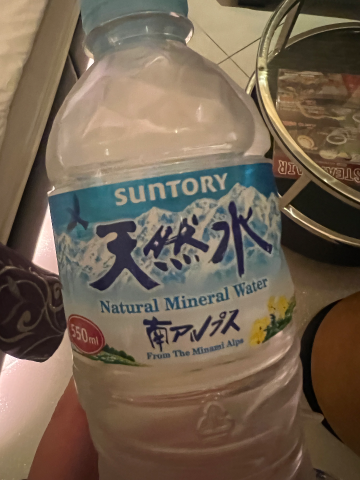 SUNTORY
天然水
Natural Mineral Water
南アルプス
From The Minami Alps
550ml